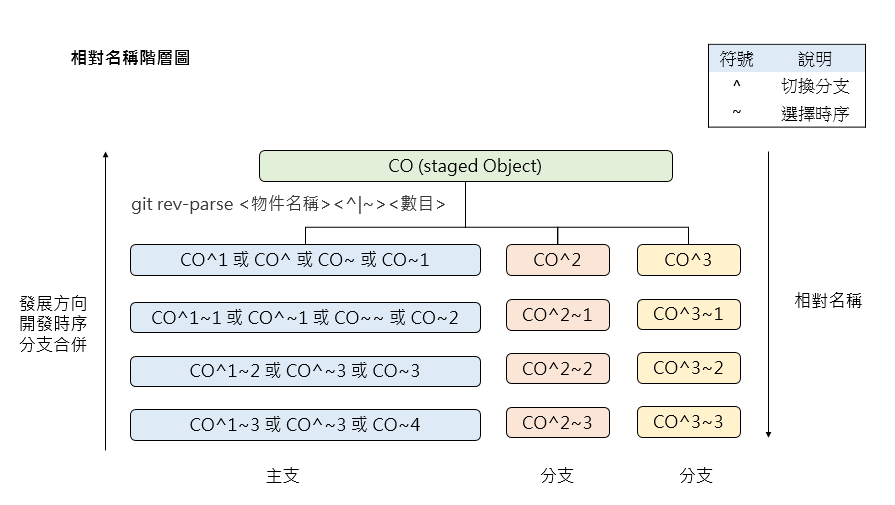 相對名稱階層圖
符號 說明
^ 切換分支
~ 選擇時序
CO (staged Object)
git rev-parse <物件名稱><^|~><數目>
CO^1 或 CO^ 或 CO~ 或 CO~1
CO^2
CO^3
CO^1~1 或 CO^~1 或 CO~~ 或 CO~2
CO^2~1
CO^3~1
CO^1~2 或 CO^~3 或 CO~3
CO^2~2
CO^3~2
CO^1~3 或 CO^~3 或 CO~4
CO^2~3
CO^3~3
發展方向
開發時序
分支合併
相對名稱
主支
分支
分支